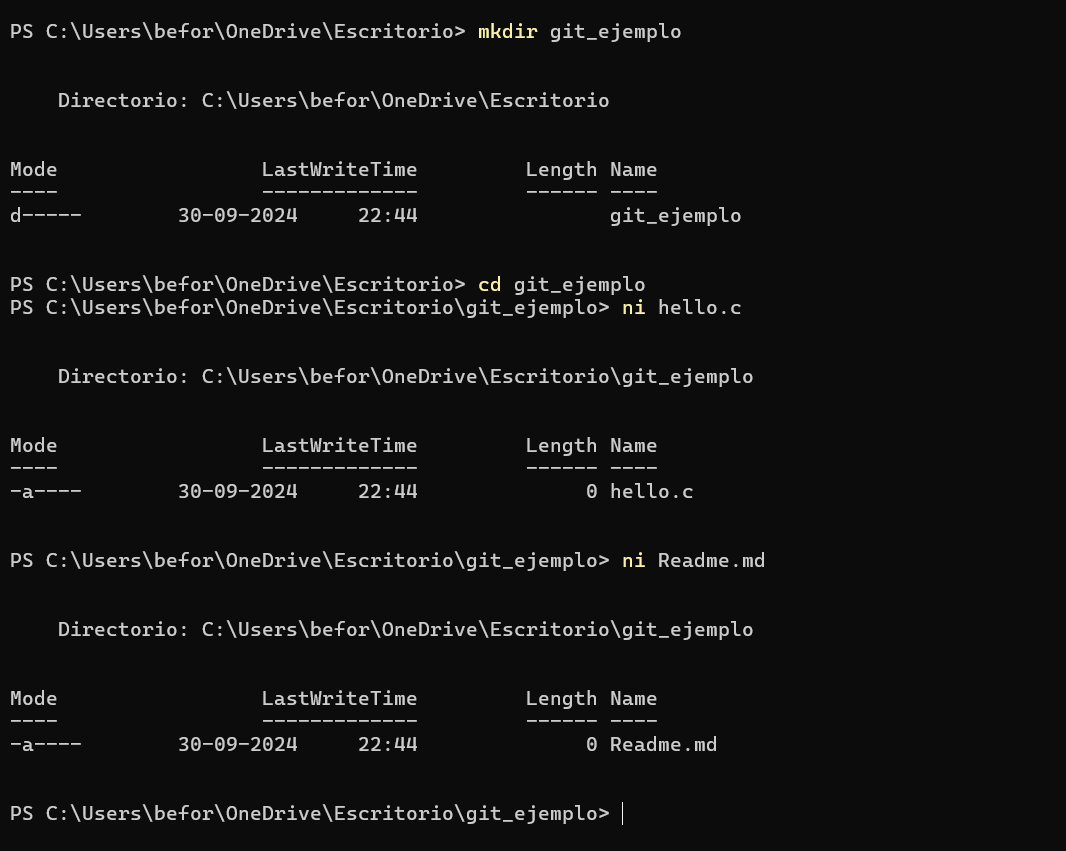 PS C:\Users\befor\OneDrive\Escritorio> mkdir git_ejemplo
Directorio: C:\Users\befor\OneDrive\Escritorio
Mode LastWriteTime Length Name
---- ------------- ------ ----
d----- 30-09-2024 22:44 git_ejemplo
PS C:\Users\befor\OneDrive\Escritorio> cd git_ejemplo
PS C:\Users\befor\OneDrive\Escritorio\git_ejemplo> ni hello.c
Directorio: C:\Users\befor\OneDrive\Escritorio\git_ejemplo
Mode LastWriteTime Length Name
---- ------------- ------ ----
-a---- 30-09-2024 22:44 0 hello.c
PS C:\Users\befor\OneDrive\Escritorio\git_ejemplo> ni Readme.md
Directorio: C:\Users\befor\OneDrive\Escritorio\git_ejemplo
Mode LastWriteTime Length Name
---- ------------- ------ ----
-a---- 30-09-2024 22:44 0 Readme.md
PS C:\Users\befor\OneDrive\Escritorio\git_ejemplo>